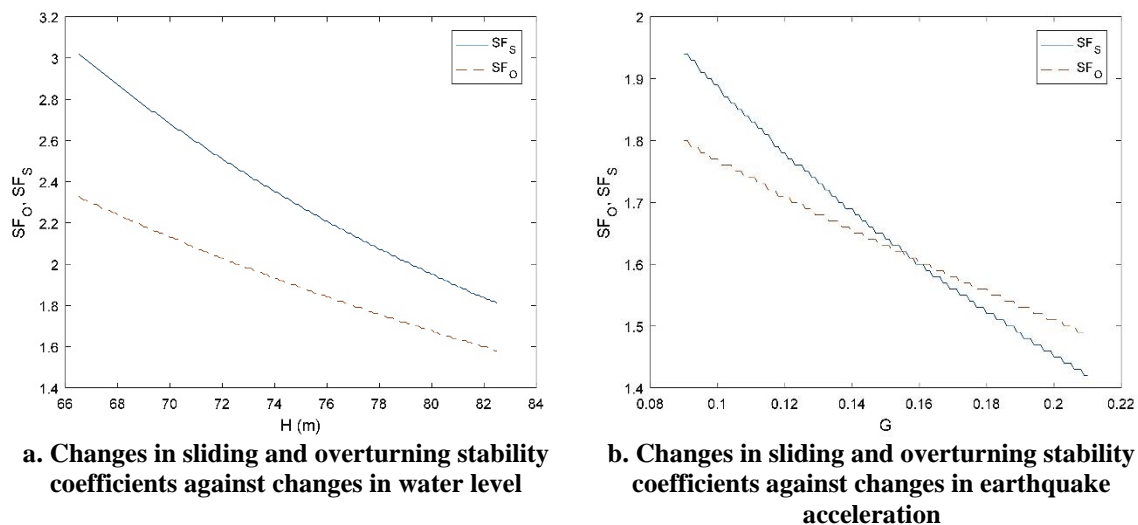 3.2
3
2.8
2.6
2.4
2.2
2
1.8
1.6
1.4
SF_O, SF_S
66 68 70 72 74 76 78 80 82 84
H (m)
SF_S
SF_O
a. Changes in sliding and overturning stability
coefficients against changes in water level
2
1.9
1.8
1.7
1.6
1.5
1.4
SF_O, SF_S
0.08 0.1 0.12 0.14 0.16 0.18 0.2 0.22
G
SF_S
SF_O
b. Changes in sliding and overturning stability
coefficients against changes in earthquake
acceleration